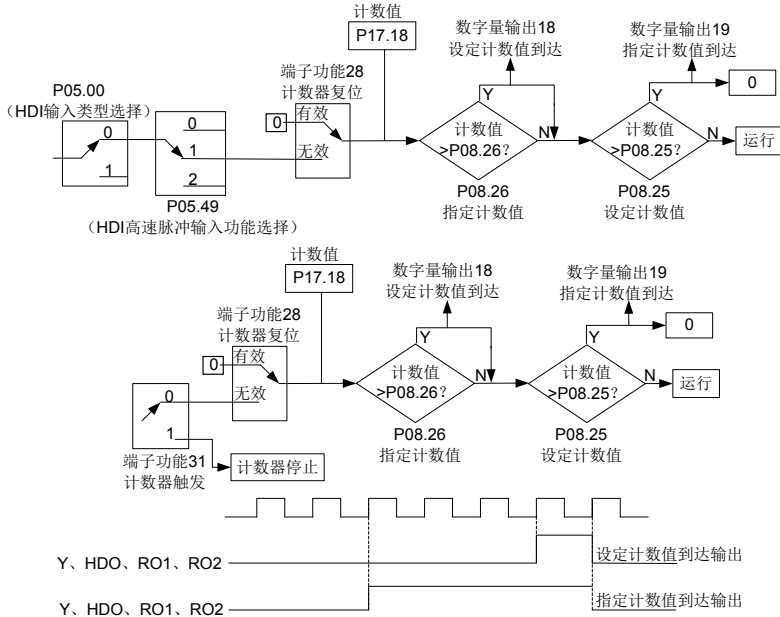 计数值
P17.18
数字量输出18
设定计数值到达
数字量输出19
指定计数值到达
0
P05.00
（HDI输入类型选择）
0
1
0
1
2
P05.49
（HDI高速脉冲输入功能选择）
端子功能28
计数器复位
0
有效
无效
计数值
>P08.26?
Y
N
P08.26
指定计数值
计数值
>P08.25?
Y
N
运行
P08.25
设定计数值
计数值
P17.18
数字量输出18
设定计数值到达
数字量输出19
指定计数值到达
0
端子功能28
计数器复位
0
有效
无效
0
1
端子功能31
计数器触发
计数器停止
计数值
>P08.26?
Y
N
P08.26
指定计数值
计数值
>P08.25?
Y
N
运行
P08.25
设定计数值
Y、HDO、RO1、RO2
设定计数值到达输出
Y、HDO、RO1、RO2
指定计数值到达输出